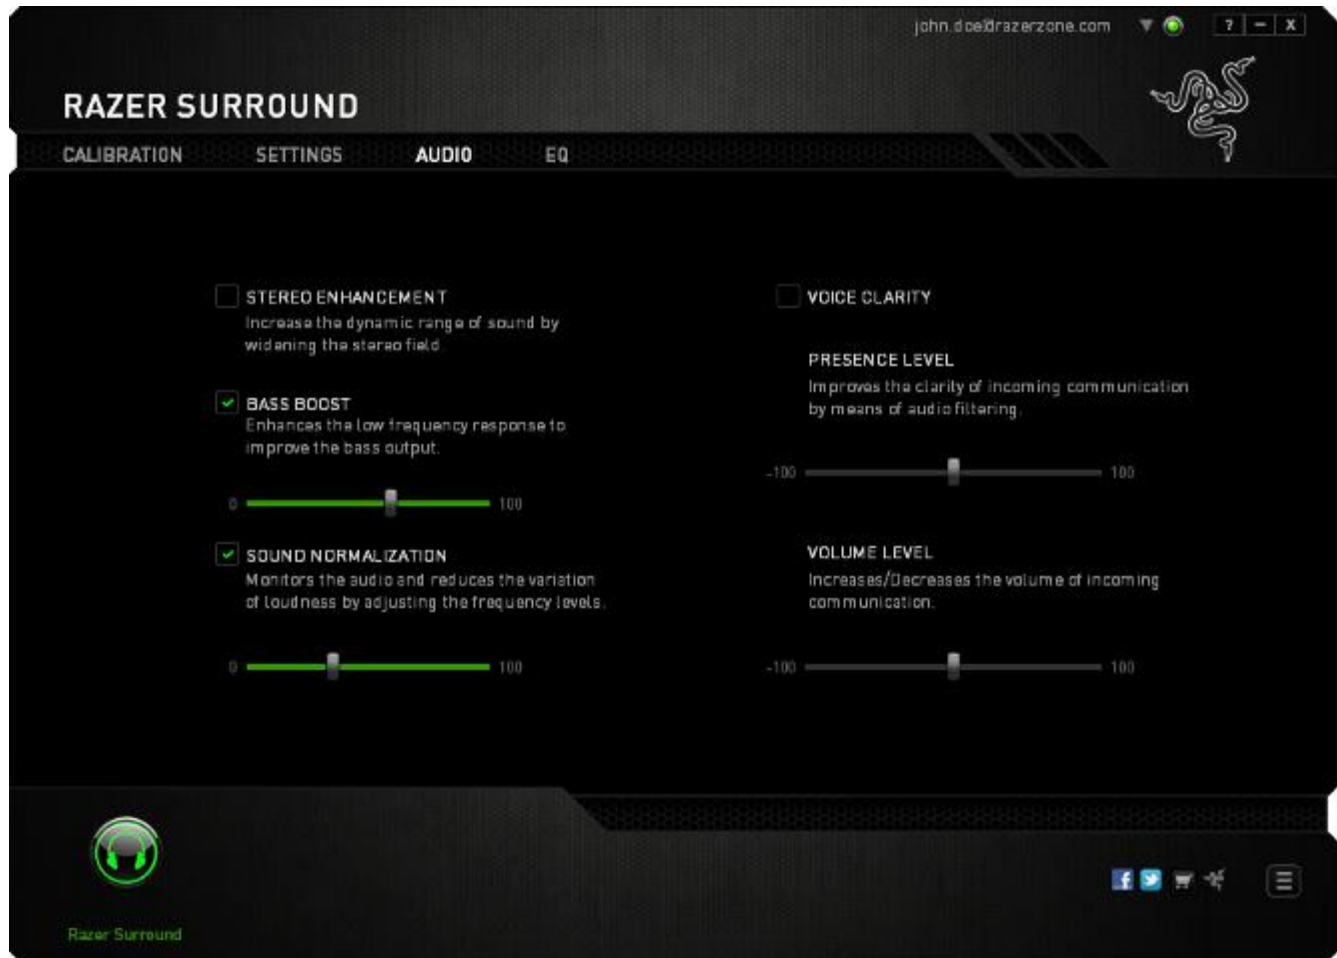 john.doe@razerzone.com
? – X
RAZER SURROUND
CALIBRATION SETTINGS AUDIO EQ
STEREO ENHANCEMENT
Increase the dynamic range of sound by
widening the stereo field.
BASS BOOST
Enhances the low frequency response to
improve the bass output.
0 100
SOUND NORMALIZATION
Monitors the audio and reduces the variation
of loudness by adjusting the frequency levels.
0 100
VOICE CLARITY
PRESENCE LEVEL
Improves the clarity of incoming communication
by means of audio filtering.
-100 100
VOLUME LEVEL
Increases/Decreases the volume of incoming
communication.
-100 100
Razer Surround
f